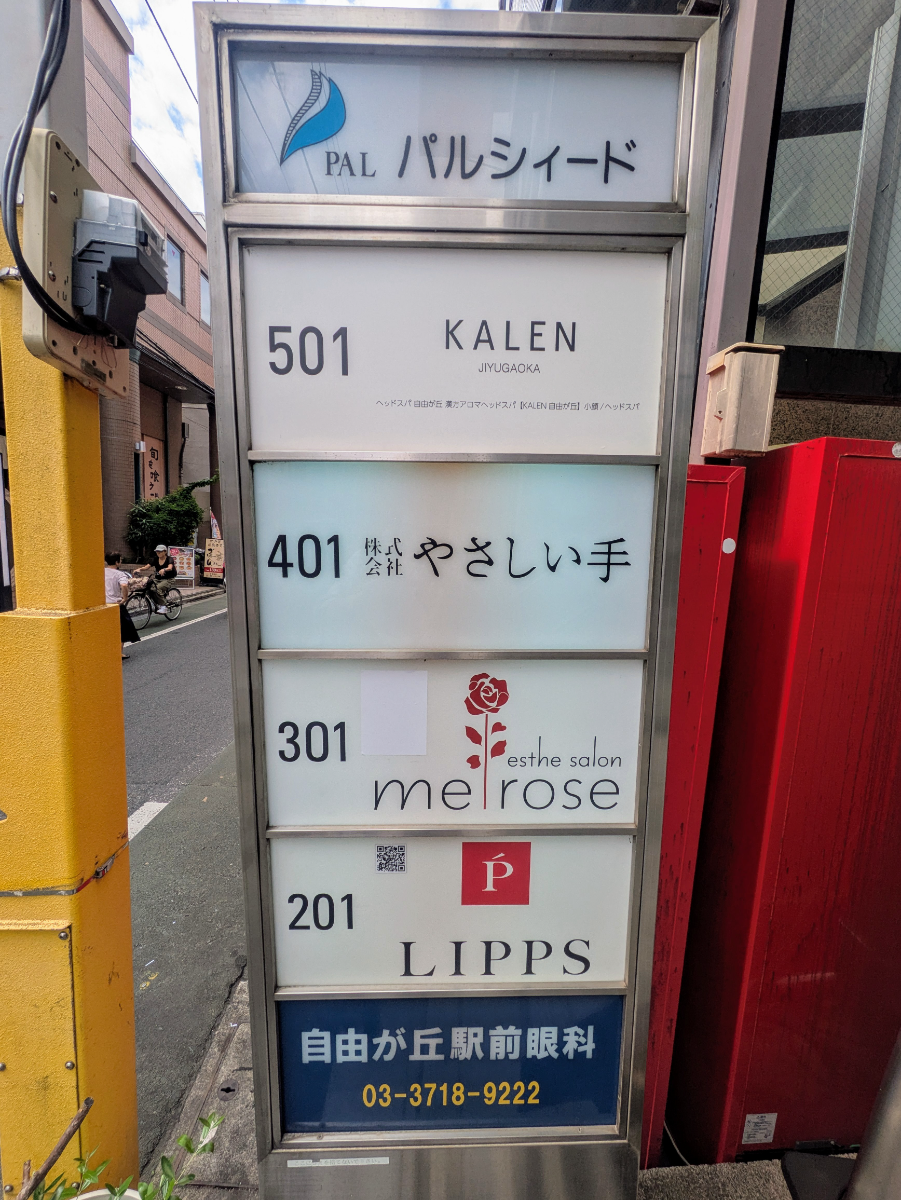 PAL パルシィード
501
KALEN
JIYUGAOKA
ヘッドスパ 自由が丘 漢方アロマヘッドスパ【KALEN 自由が丘】小顔/ヘッドスパ
401 株式会社 やさしい手
301
esthe salon
melrose
201
Ṕ
LIPPS
自由が丘駅前眼科
03-3718-9222